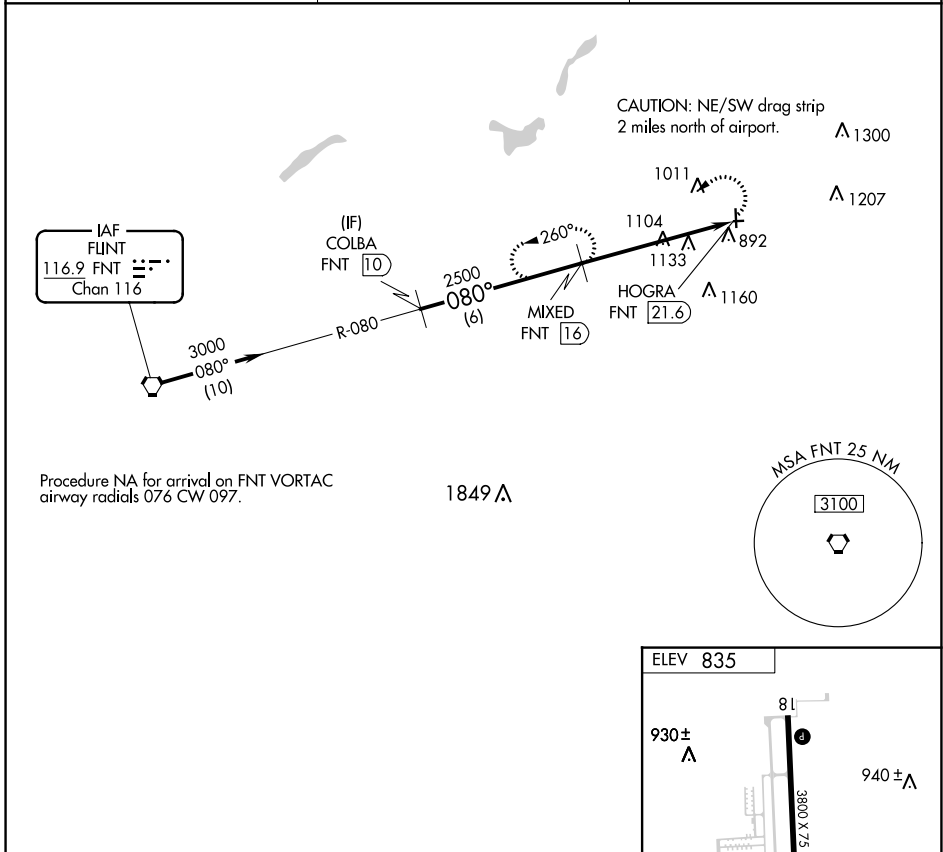 CAUTION: NE/SW drag strip
2 miles north of airport.
1300
1011
1207
IAF
FLINT
116.9 FNT
Chan 116
(IF)
COLBA
FNT 10
260°
1104
892
1133
2500
080°
(6)
MIXED
FNT 16
HOGRA
FNT 21.6
1160
R-080
3000
080°
(10)
Procedure NA for arrival on FNT VORTAC
airway radials 076 CW 097.
1849
MSA FNT 25 NM
3100
ELEV 835
18
930±
P
940±
3800 X 75